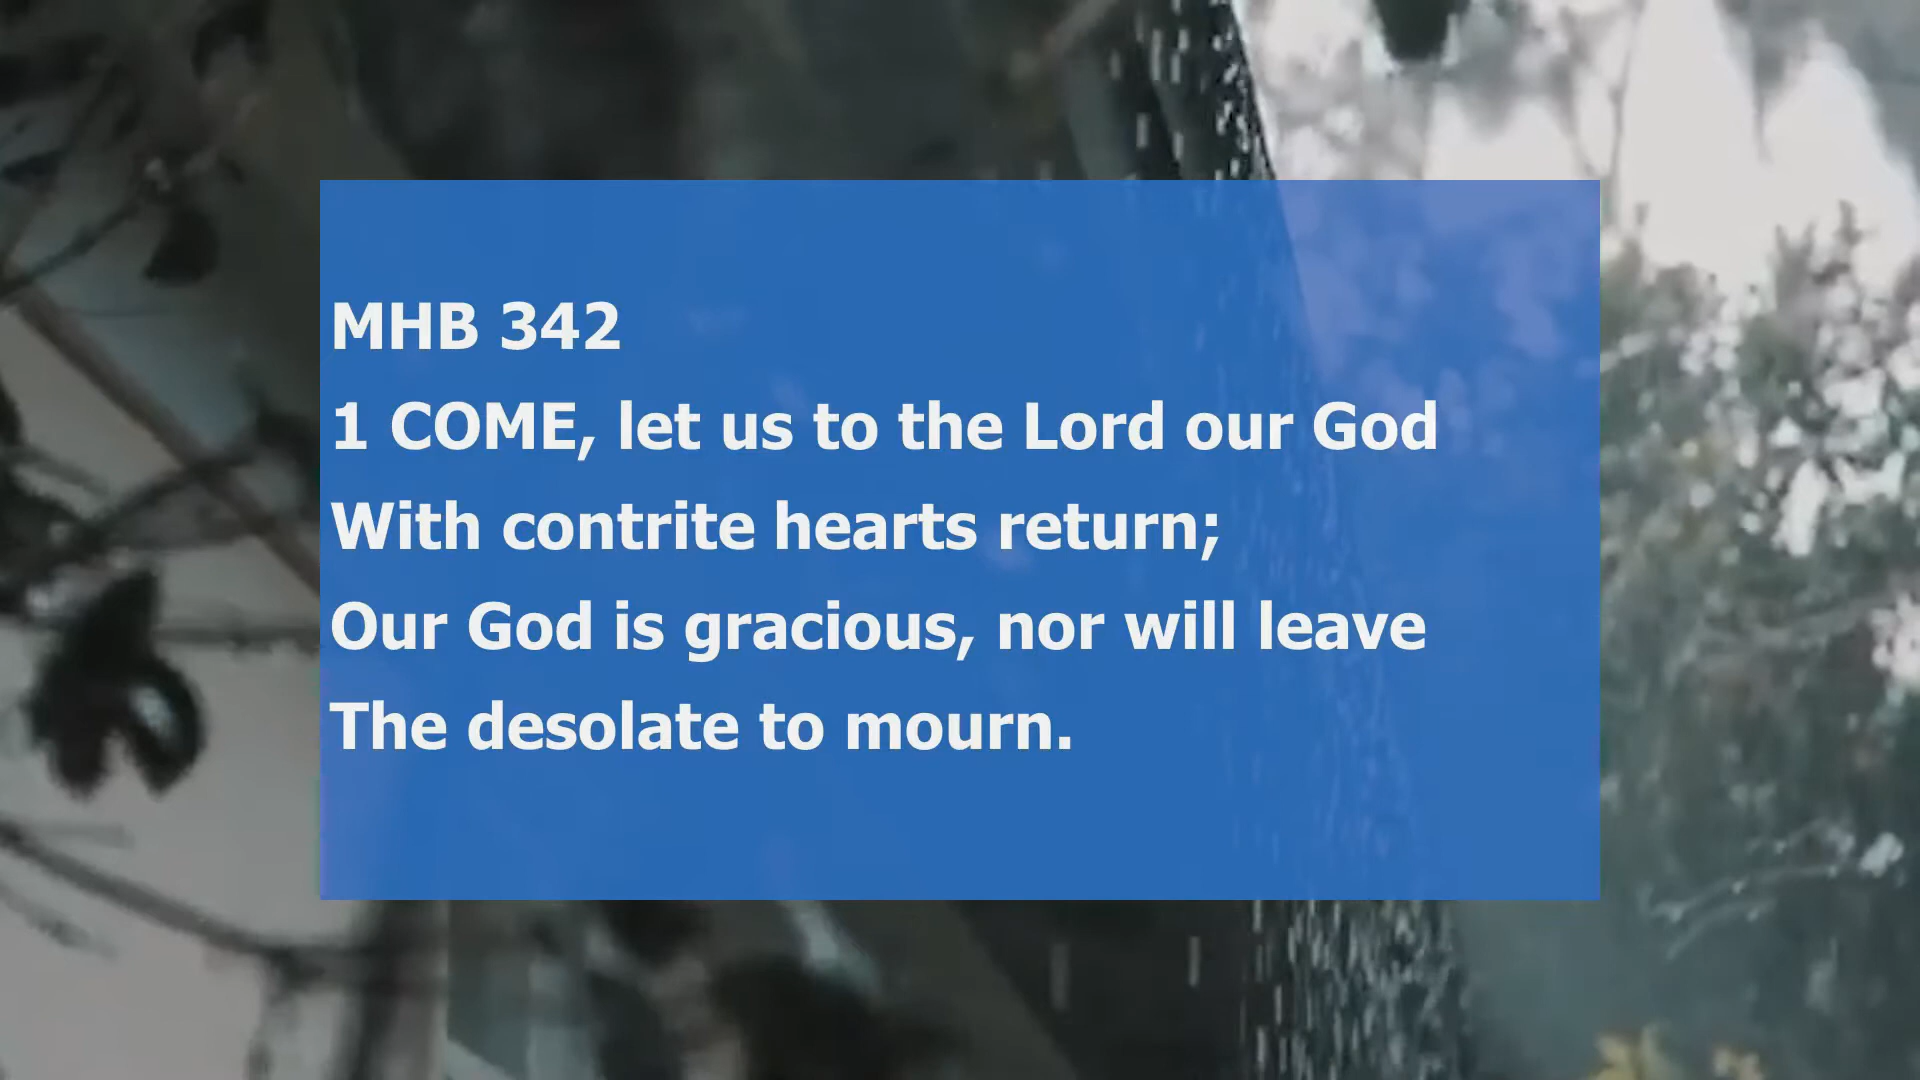 MHB 342
1 COME, let us to the Lord our God
With contrite hearts return;
Our God is gracious, nor will leave
The desolate to mourn.